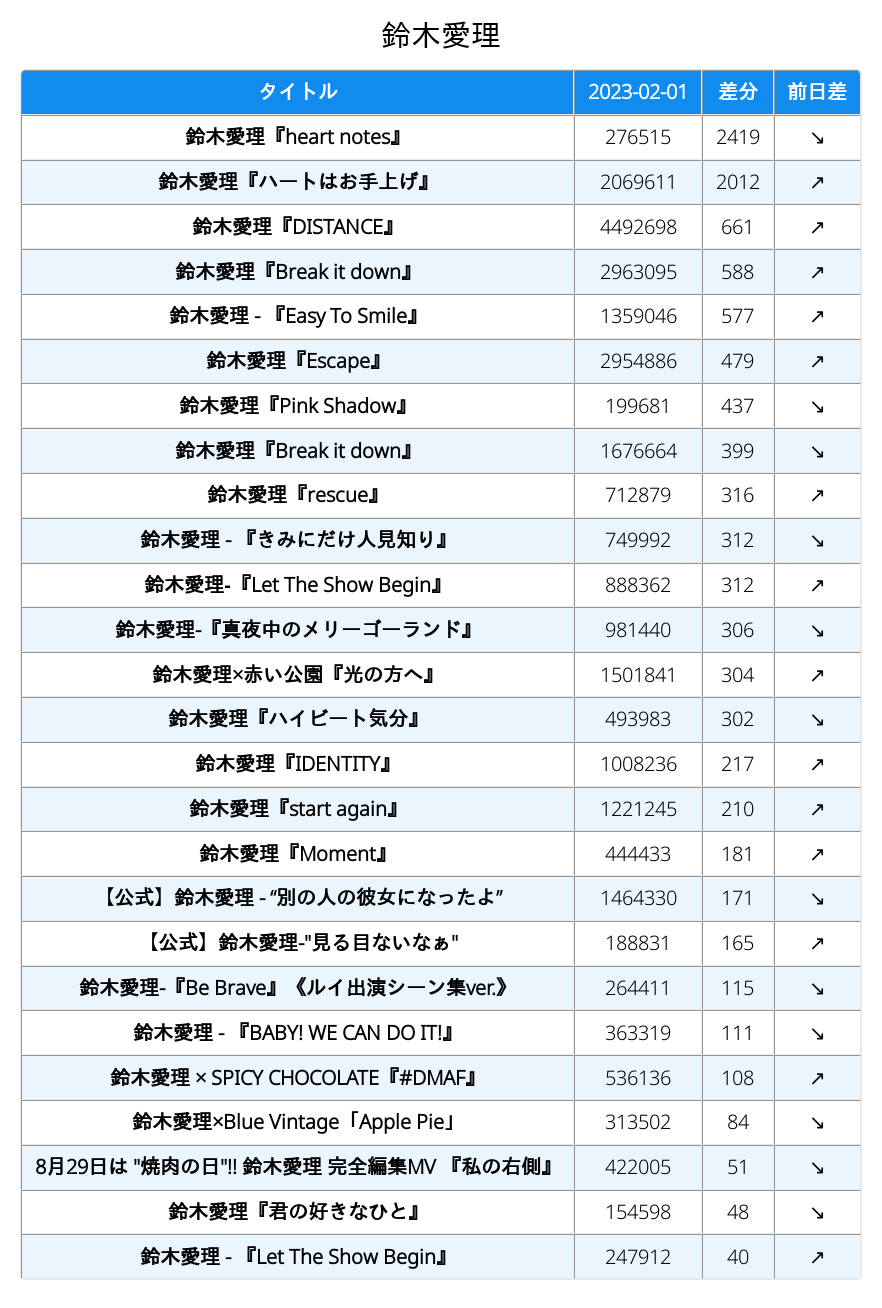 鈴木愛理
タイトル 2023-02-01 差分 前日差
鈴木愛理『heart notes』 276515 2419 ↘
鈴木愛理『ハートはお手上げ』 2069611 2012 ↗
鈴木愛理『DISTANCE』 4492698 661 ↗
鈴木愛理『Break it down』 2963095 588 ↗
鈴木愛理 - 『Easy To Smile』 1359046 577 ↗
鈴木愛理『Escape』 2954886 479 ↗
鈴木愛理『Pink Shadow』 199681 437 ↘
鈴木愛理『Break it down』 1676664 399 ↘
鈴木愛理『rescue』 712879 316 ↗
鈴木愛理 - 『きみにだけ人見知り』 749992 312 ↘
鈴木愛理-『Let The Show Begin』 888362 312 ↗
鈴木愛理-『真夜中のメリーゴーランド』 981440 306 ↘
鈴木愛理×赤い公園『光の方へ』 1501841 304 ↗
鈴木愛理『ハイビート気分』 493983 302 ↘
鈴木愛理『IDENTITY』 1008236 217 ↗
鈴木愛理『start again』 1221245 210 ↗
鈴木愛理『Moment』 444433 181 ↗
【公式】鈴木愛理 - “別の人の彼女になったよ” 1464330 171 ↘
【公式】鈴木愛理-"見る目ないなぁ" 188831 165 ↗
鈴木愛理-『Be Brave』《ルイ出演シーン集ver.》 264411 115 ↘
鈴木愛理 - 『BABY! WE CAN DO IT!』 363319 111 ↘
鈴木愛理 × SPICY CHOCOLATE『#DMAF』 536136 108 ↗
鈴木愛理×Blue Vintage「Apple Pie」 313502 84 ↘
8月29日は "焼肉の日"!! 鈴木愛理 完全編集MV 『私の右側』 422005 51 ↘
鈴木愛理『君の好きなひと』 154598 48 ↘
鈴木愛理 - 『Let The Show Begin』 247912 40 ↗